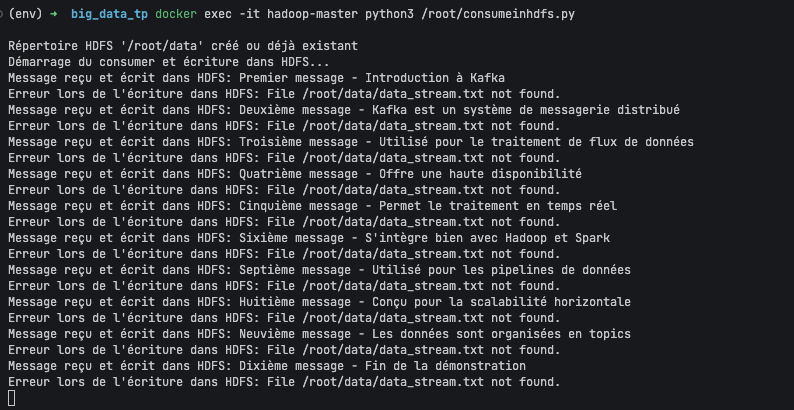 (env) → big_data_tp docker exec -it hadoop-master python3 /root/consumeinhdfs.py
Répertoire HDFS '/root/data' créé ou déjà existant
Démarrage du consumer et écriture dans HDFS...
Message reçu et écrit dans HDFS: Premier message - Introduction à Kafka
Erreur lors de l'écriture dans HDFS: File /root/data/data_stream.txt not found.
Message reçu et écrit dans HDFS: Deuxième message - Kafka est un système de messagerie distribué
Erreur lors de l'écriture dans HDFS: File /root/data/data_stream.txt not found.
Message reçu et écrit dans HDFS: Troisième message - Utilisé pour le traitement de flux de données
Erreur lors de l'écriture dans HDFS: File /root/data/data_stream.txt not found.
Message reçu et écrit dans HDFS: Quatrième message - Offre une haute disponibilité
Erreur lors de l'écriture dans HDFS: File /root/data/data_stream.txt not found.
Message reçu et écrit dans HDFS: Cinquième message - Permet le traitement en temps réel
Erreur lors de l'écriture dans HDFS: File /root/data/data_stream.txt not found.
Message reçu et écrit dans HDFS: Sixième message - S'intègre bien avec Hadoop et Spark
Erreur lors de l'écriture dans HDFS: File /root/data/data_stream.txt not found.
Message reçu et écrit dans HDFS: Septième message - Utilisé pour les pipelines de données
Erreur lors de l'écriture dans HDFS: File /root/data/data_stream.txt not found.
Message reçu et écrit dans HDFS: Huitième message - Conçu pour la scalabilité horizontale
Erreur lors de l'écriture dans HDFS: File /root/data/data_stream.txt not found.
Message reçu et écrit dans HDFS: Neuvième message - Les données sont organisées en topics
Erreur lors de l'écriture dans HDFS: File /root/data/data_stream.txt not found.
Message reçu et écrit dans HDFS: Dixième message - Fin de la démonstration
Erreur lors de l'écriture dans HDFS: File /root/data/data_stream.txt not found.